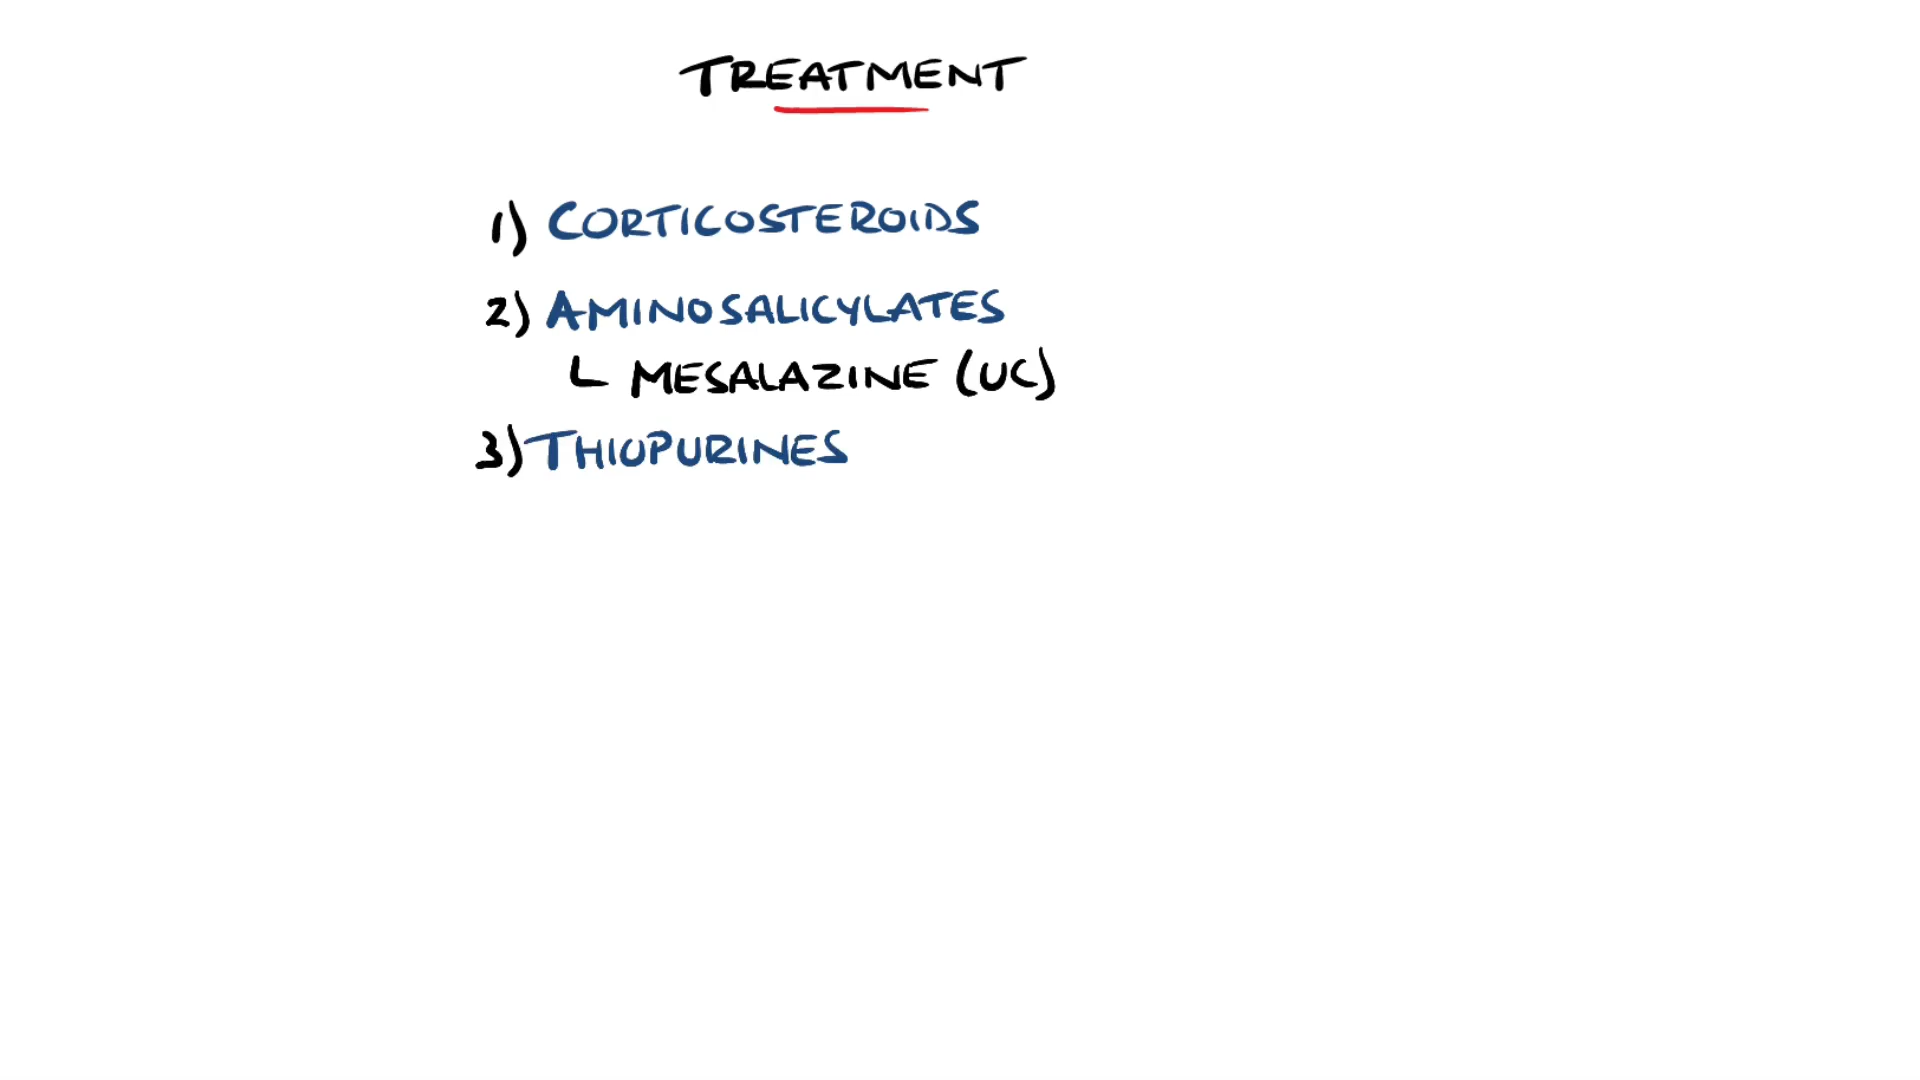 TREATMENT
1) CORTICOSTEROIDS
2) AMINOSALICYLATES
L MESALAZINE (UC)
3) THIOPURINES